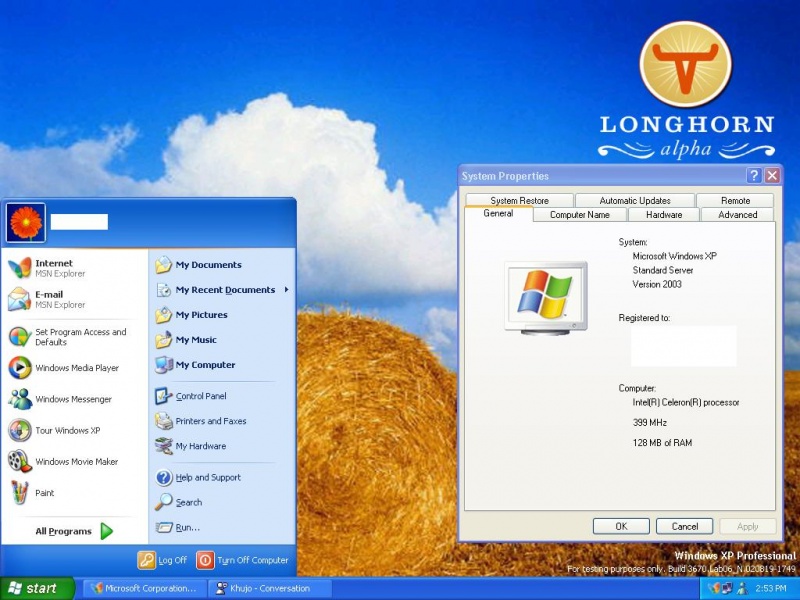 LONGHORN
alpha
System Properties
System Restore
Automatic Updates
Remote
General
Computer Name
Hardware
Advanced
System:
Microsoft Windows XP
Standard Server
Version 2003
Registered to:
Computer:
Intel(R) Celeron(R) processor
399 MHz
128 MB of RAM
OK
Cancel
Apply
Internet
MSN Explorer
E-mail
MSN Explorer
Set Program Access and
Defaults
Windows Media Player
Windows Messenger
Tour Windows XP
Windows Movie Maker
Paint
All Programs
My Documents
My Recent Documents
My Pictures
My Music
My Computer
Control Panel
Printers and Faxes
My Hardware
Help and Support
Search
Run...
Log Off
Turn Off Computer
Windows XP Professional
For testing purposes only. Build 3670.Lab06_N.020819-1749
start
Microsoft Corporation...
Khujo - Conversation
2:53 PM